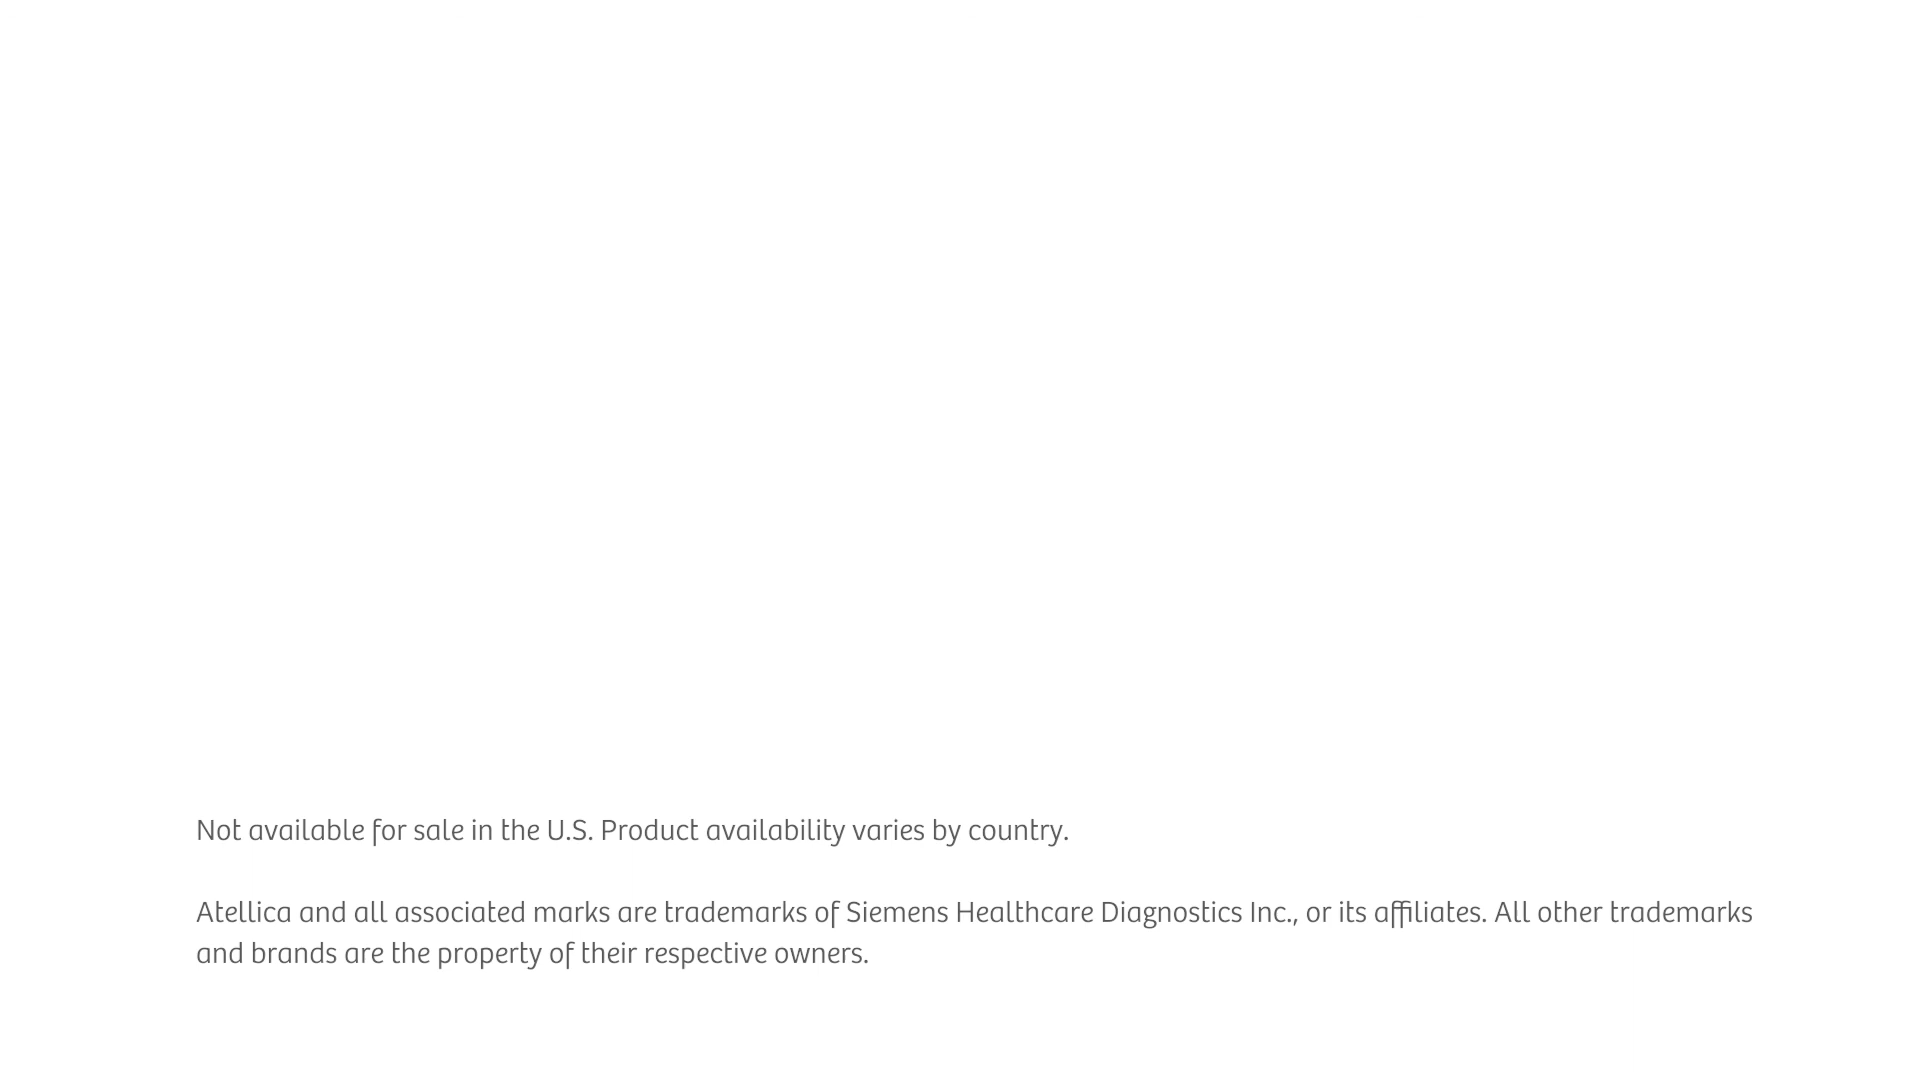 Not available for sale in the U.S. Product availability varies by country.
Atellica and all associated marks are trademarks of Siemens Healthcare Diagnostics Inc., or its affiliates. All other trademarks
and brands are the property of their respective owners.